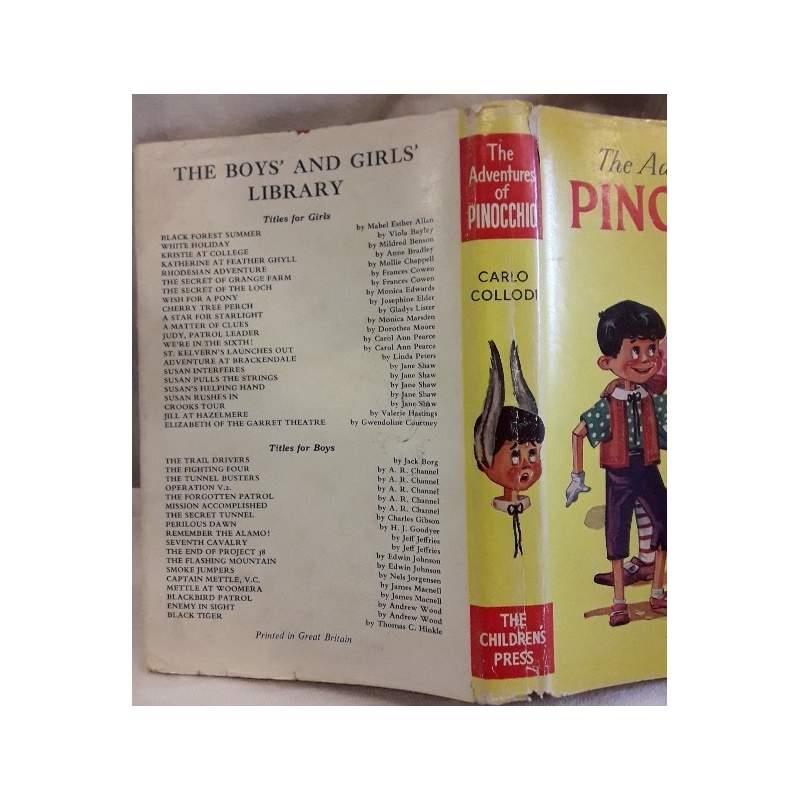 THE BOYS' AND GIRLS'
LIBRARY
Titles for Girls
BLACK FOREST SUMMER by Mabel Esther Allan
WHITE HOLIDAY by Viola Bayley
KRISTIE AT COLLEGE by Mildred Benson
KATHERINE AT FEATHER GHYLL by Anne Bradley
RHODESIAN ADVENTURE by Mollie Chappell
THE SECRET OF GRANGE FARM by Frances Cowen
THE SECRET OF THE LOCH by Frances Cowen
WISH FOR A PONY by Monica Edwards
CHERRY TREE PERCH by Josephine Elder
A STAR FOR STARLIGHT by Gladys Lister
A MATTER OF CLUES by Monica Marsden
JUDY, PATROL LEADER by Dorothea Moore
WE'RE IN THE SIXTH! by Carol Ann Pearce
ST. KELVERN'S LAUNCHES OUT by Carol Ann Pearce
ADVENTURE AT BRACKENDALE by Linda Peters
SUSAN INTERFERES by Jane Shaw
SUSAN PULLS THE STRINGS by Jane Shaw
SUSAN'S HELPING HAND by Jane Shaw
SUSAN RUSHES IN by Jane Shaw
CROOKS TOUR by Jane Shaw
JILL AT HAZELMERE by Valerie Hastings
ELIZABETH OF THE GARRET THEATRE by Gwendoline Courtney
Titles for Boys
THE TRAIL DRIVERS by Jack Borg
THE FIGHTING FOUR by A. R. Channel
THE TUNNEL BUSTERS by A. R. Channel
OPERATION V.2. by A. R. Channel
THE FORGOTTEN PATROL by A. R. Channel
MISSION ACCOMPLISHED by A. R. Channel
THE SECRET TUNNEL by Charles Gibson
PERILOUS DAWN by H. J. Goodyer
REMEMBER THE ALAMO! by Jeff Jeffries
SEVENTH CAVALRY by Jeff Jeffries
THE END OF PROJECT 38 by Edwin Johnson
THE FLASHING MOUNTAIN by Edwin Johnson
SMOKE JUMPERS by Nels Jorgensen
CAPTAIN METTLE, V.C. by James Macnell
METTLE AT WOOMERA by James Macnell
BLACKBIRD PATROL by Andrew Wood
ENEMY IN SIGHT by Andrew Wood
BLACK TIGER by Thomas C. Hinkle
Printed in Great Britain
The
Adventures
of
PINOCCHIO
CARLO
COLLODI
THE
CHILDREN'S
PRESS
The Ad
PINOC